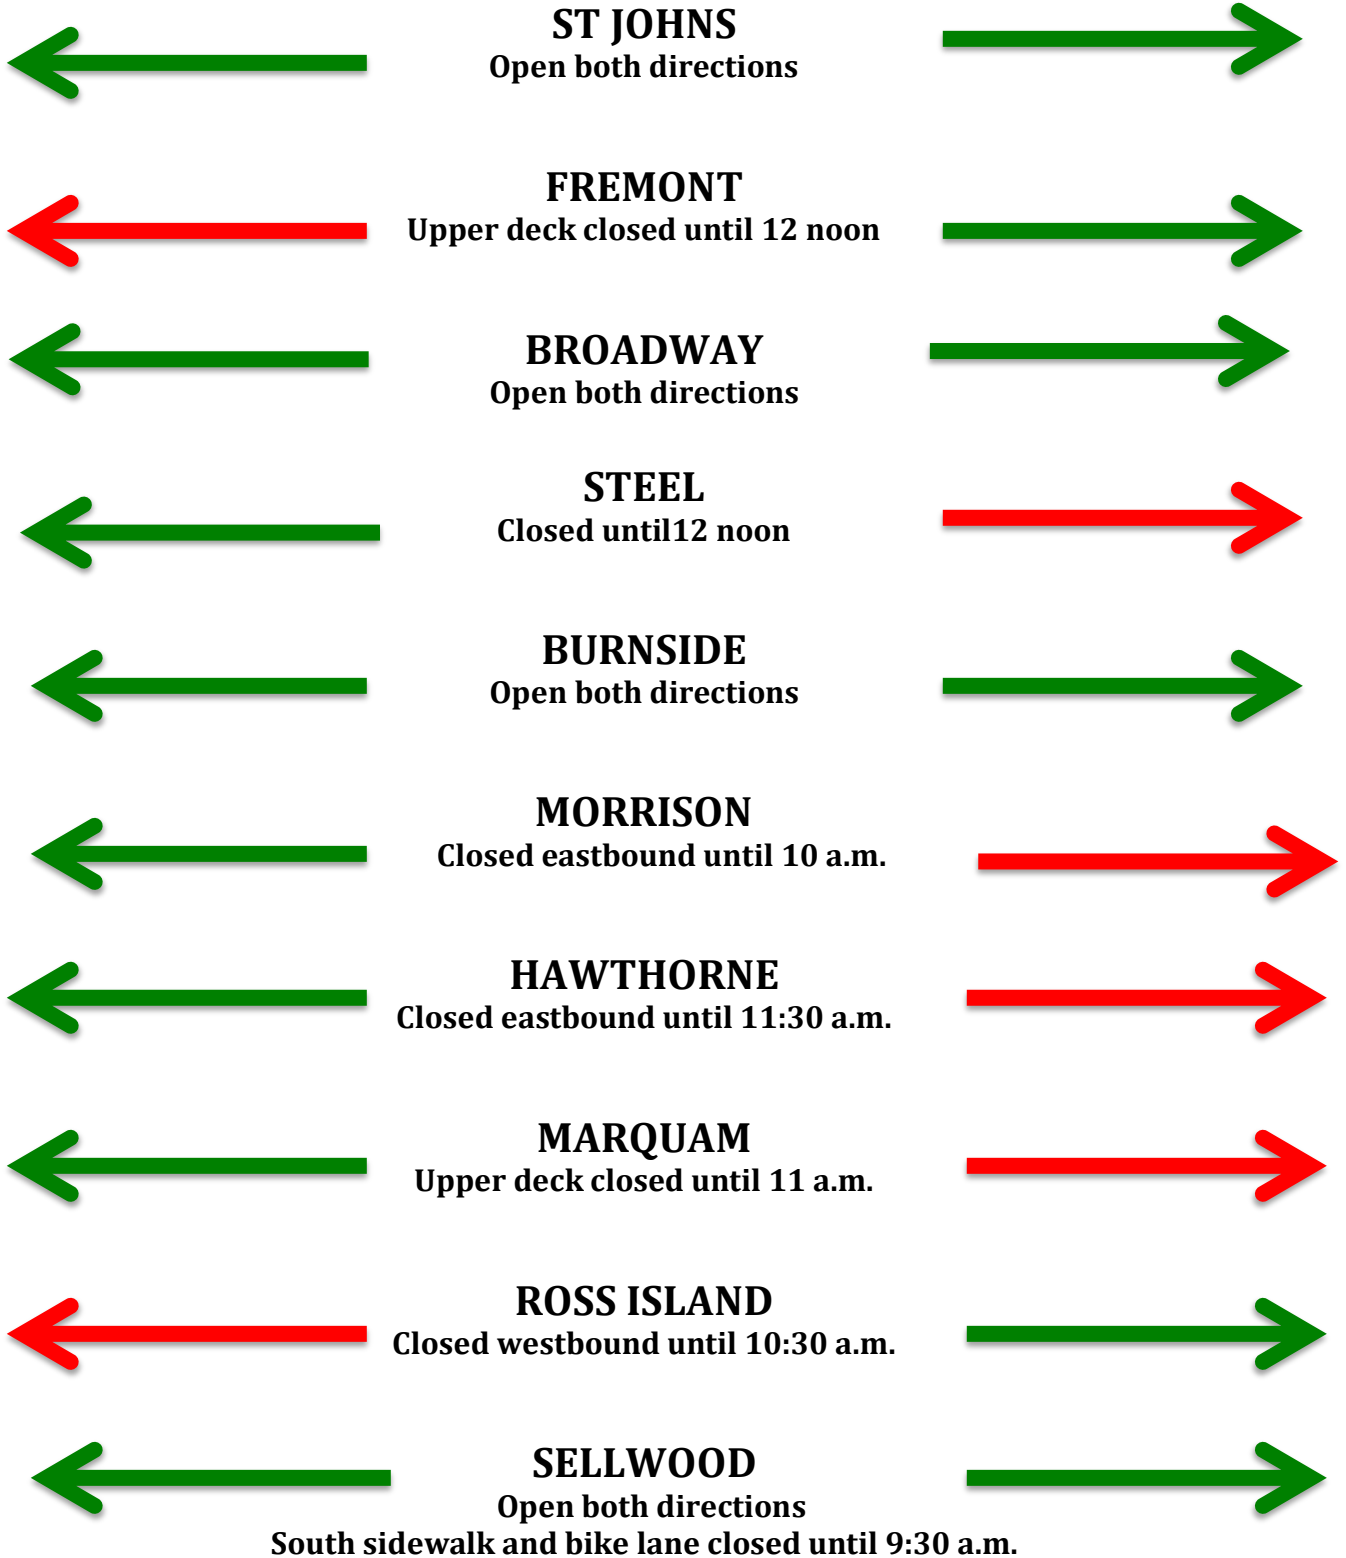 ST JOHNS
Open both directions
FREMONT
Upper deck closed until 12 noon
BROADWAY
Open both directions
STEEL
Closed until12 noon
BURNSIDE
Open both directions
MORRISON
Closed eastbound until 10 a.m.
HAWTHORNE
Closed eastbound until 11:30 a.m.
MARQUAM
Upper deck closed until 11 a.m.
ROSS ISLAND
Closed westbound until 10:30 a.m.
SELLWOOD
Open both directions
South sidewalk and bike lane closed until 9:30 a.m.